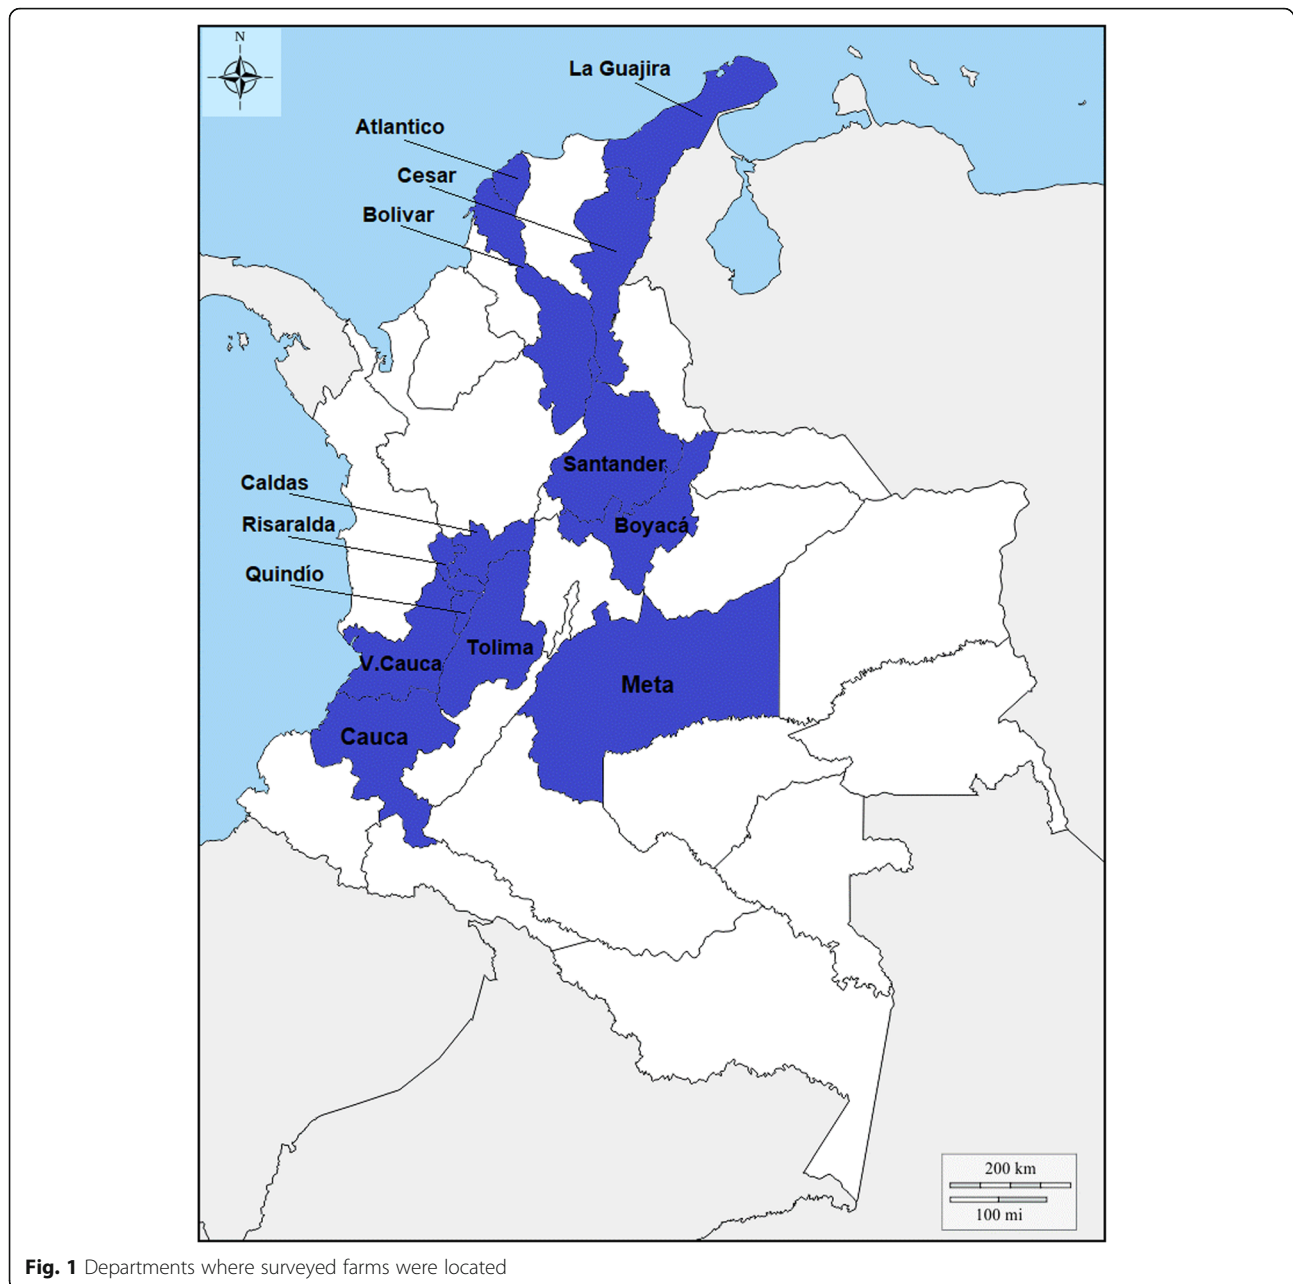 N
La Guajira
Atlantico
Cesar
Bolivar
Santander
Caldas
Risaralda
Boyacá
Quindío
Tolima
V.Cauca
Meta
Cauca
200 km
100 mi
Fig. 1 Departments where surveyed farms were located